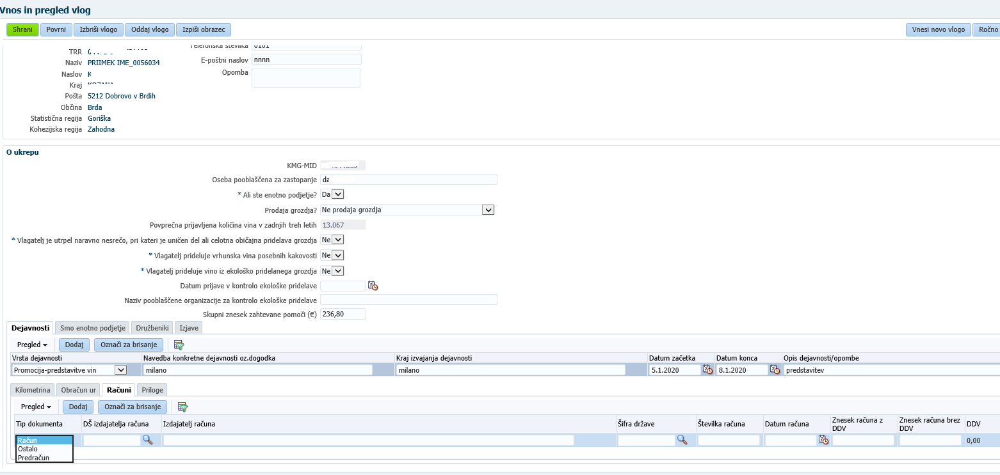 Vnos in pregled vlog
Shrani Povrni Izbriši vlogo Oddaj vlogo Izpiši obrazec Vnesi novo vlogo Ročno
TRR Telefonska številka 0101
Naziv PRIIMEK IME_0056034 E-poštni naslov nnnn
Naslov K Opomba
Kraj
Pošta 5212 Dobrovo v Brdih
Občina Brda
Statistična regija Goriška
Kohezijska regija Zahodna
O ukrepu
KMG-MID
Oseba pooblaščena za zastopanje da
* Ali ste enotno podjetje? Da
Prodaja grozdja? Ne prodaja grozdja
Povprečna prijavljena količina vina v zadnjih treh letih 13.067
* Vlagatelj je utrpel naravno nesrečo, pri kateri je uničen del ali celotna običajna pridelava grozdja Ne
* Vlagatelj prideluje vrhunska vina posebnih kakovosti Ne
* Vlagatelj prideluje vino iz ekološko pridelanega grozdja Ne
Datum prijave v kontrolo ekološke pridelave
Naziv pooblaščene organizacije za kontrolo ekološke pridelave
Skupni znesek zahtevane pomoči (€) 236,80
Dejavnosti Smo enotno podjetje Družbeniki Izjave
Pregled Dodaj Označi za brisanje
Vrsta dejavnosti Navedba konkretne dejavnosti oz.dogodka Kraj izvajanja dejavnosti Datum začetka Datum konca Opis dejavnosti/opombe
Promocija-predstavitve vin milano milano 5.1.2020 8.1.2020 predstavitev
Kilometrina Obračun ur Računi Priloge
Pregled Dodaj Označi za brisanje
Tip dokumenta DŠ izdajatelja računa Izdajatelj računa Šifra države Številka računa Datum računa Znesek računa z DDV Znesek računa brez DDV DDV
Račun 0,00
Ostalo
Predračun